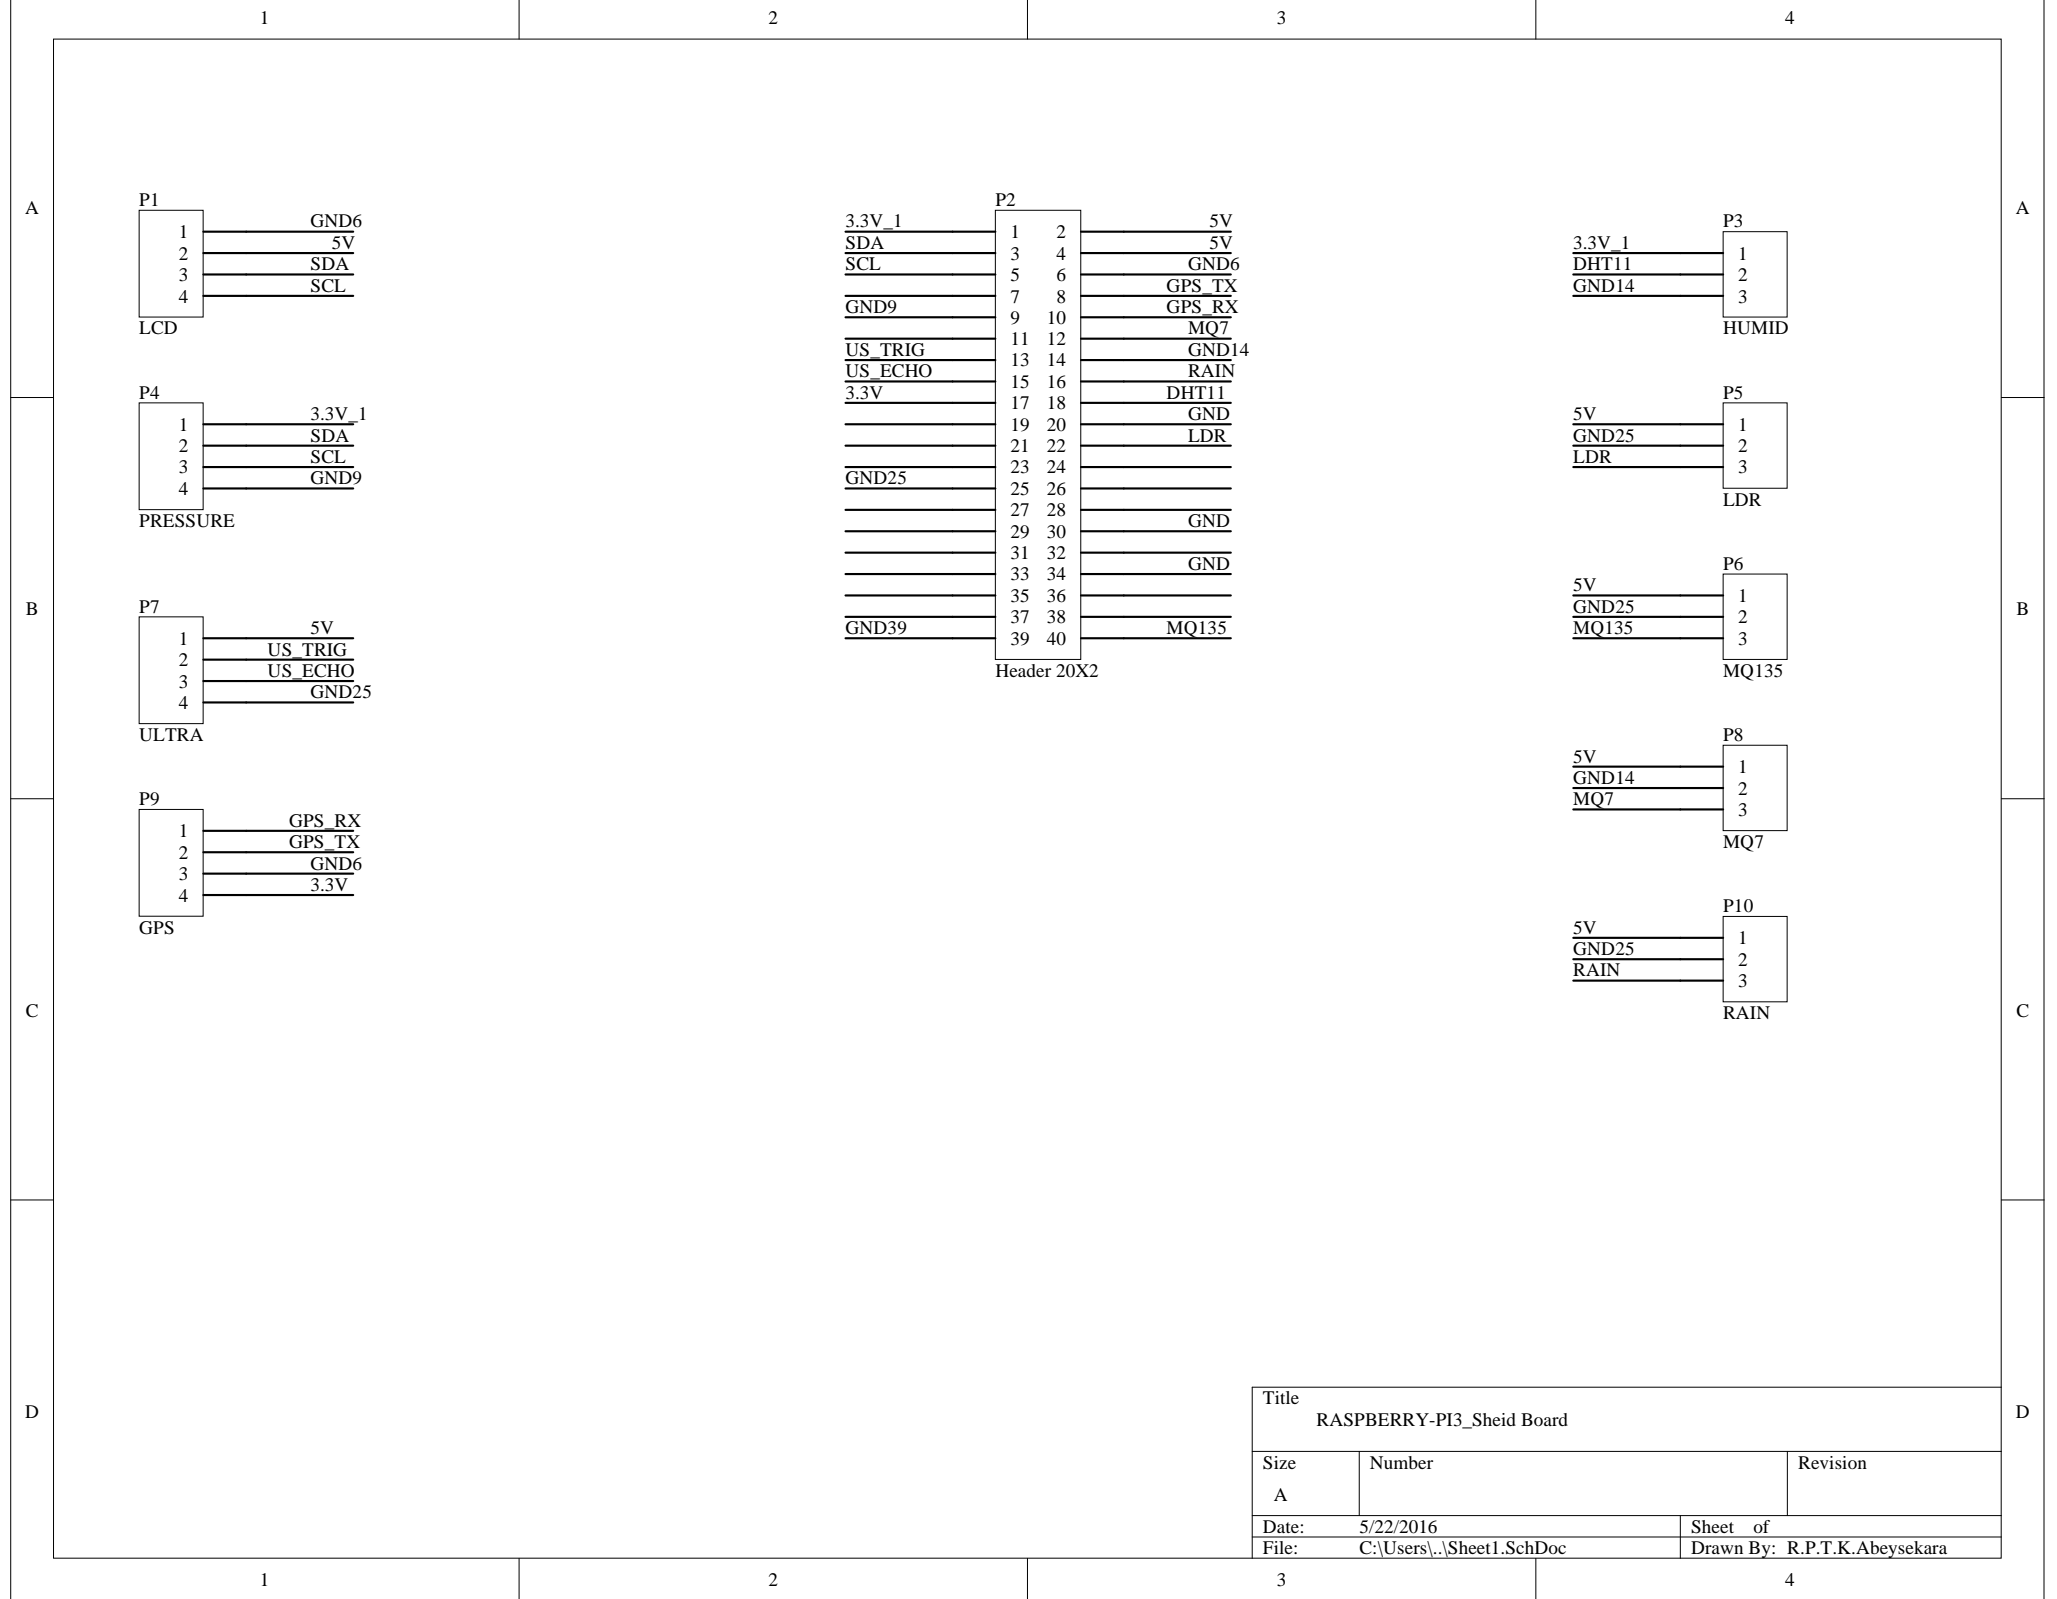 1 2 3 4
A A
P1
1 GND6
2 5V
3 SDA
4 SCL
LCD
P4
1 3.3V_1
2 SDA
3 SCL
4 GND9
PRESSURE
P7
1 5V
2 US_TRIG
3 US_ECHO
4 GND25
ULTRA
P9
1 GPS_RX
2 GPS_TX
3 GND6
4 3.3V
GPS
P2
3.3V_1 1 2 5V
SDA 3 4 5V
SCL 5 6 GND6
7 8 GPS_TX
GND9 9 10 GPS_RX
11 12 MQ7
US_TRIG 13 14 GND14
US_ECHO 15 16 RAIN
3.3V 17 18 DHT11
19 20 GND
21 22 LDR
23 24
GND25 25 26
27 28
29 30 GND
31 32
33 34 GND
35 36
37 38
GND39 39 40 MQ135
Header 20X2
P3
3.3V_1 1
DHT11 2
GND14 3
HUMID
P5
5V 1
GND25 2
LDR 3
LDR
P6
5V 1
GND25 2
MQ135 3
MQ135
P8
5V 1
GND14 2
MQ7 3
MQ7
P10
5V 1
GND25 2
RAIN 3
RAIN
B B
C C
D D
Title
RASPBERRY-PI3_Sheid Board
Size Number Revision
A
Date: 5/22/2016 Sheet of
File: C:\Users\..\Sheet1.SchDoc Drawn By: R.P.T.K.Abeysekara
1 2 3 4